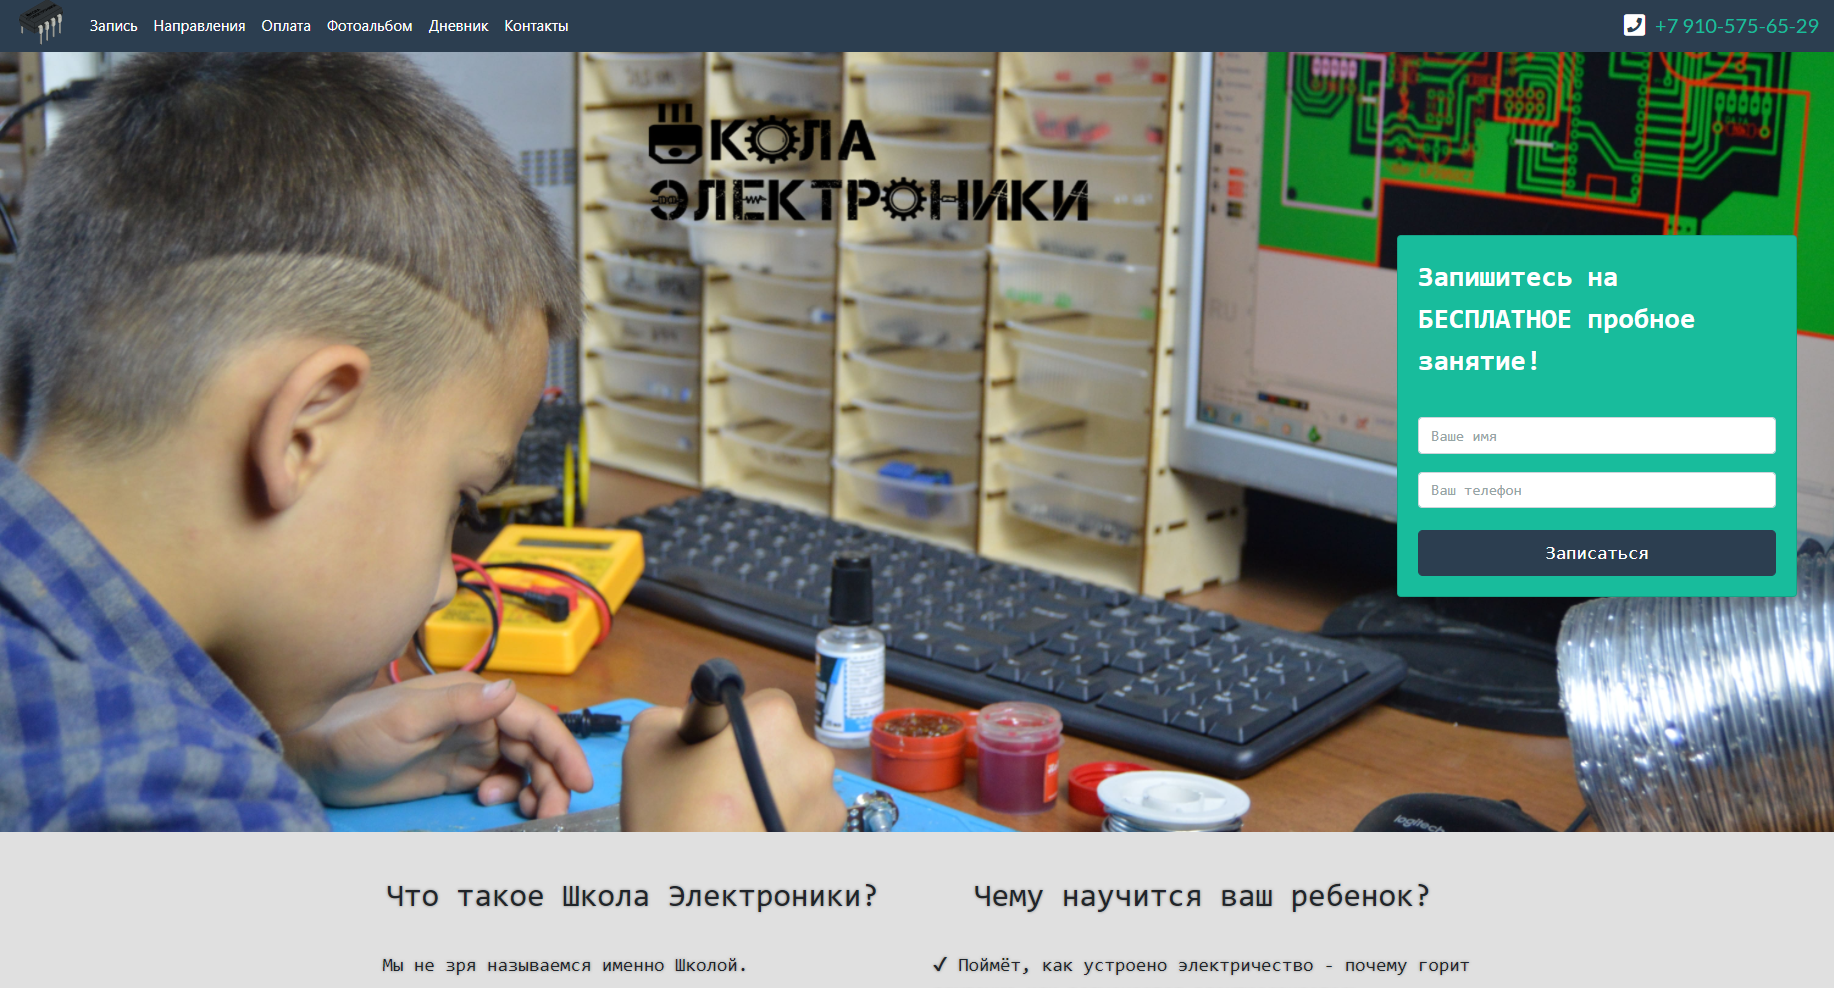 Запись Направления Оплата Фотоальбом Дневник Контакты
+7 910-575-65-29
ШКОЛА
ЭЛЕКТРОНИКИ
Запишитесь на
БЕСПЛАТНОЕ пробное
занятие!
Ваше имя
Ваш телефон
Записаться
logitech
Что такое Школа Электроники?
Мы не зря называемся именно Школой.
Чему научится ваш ребенок?
✔ Поймёт, как устроено электричество - почему горит